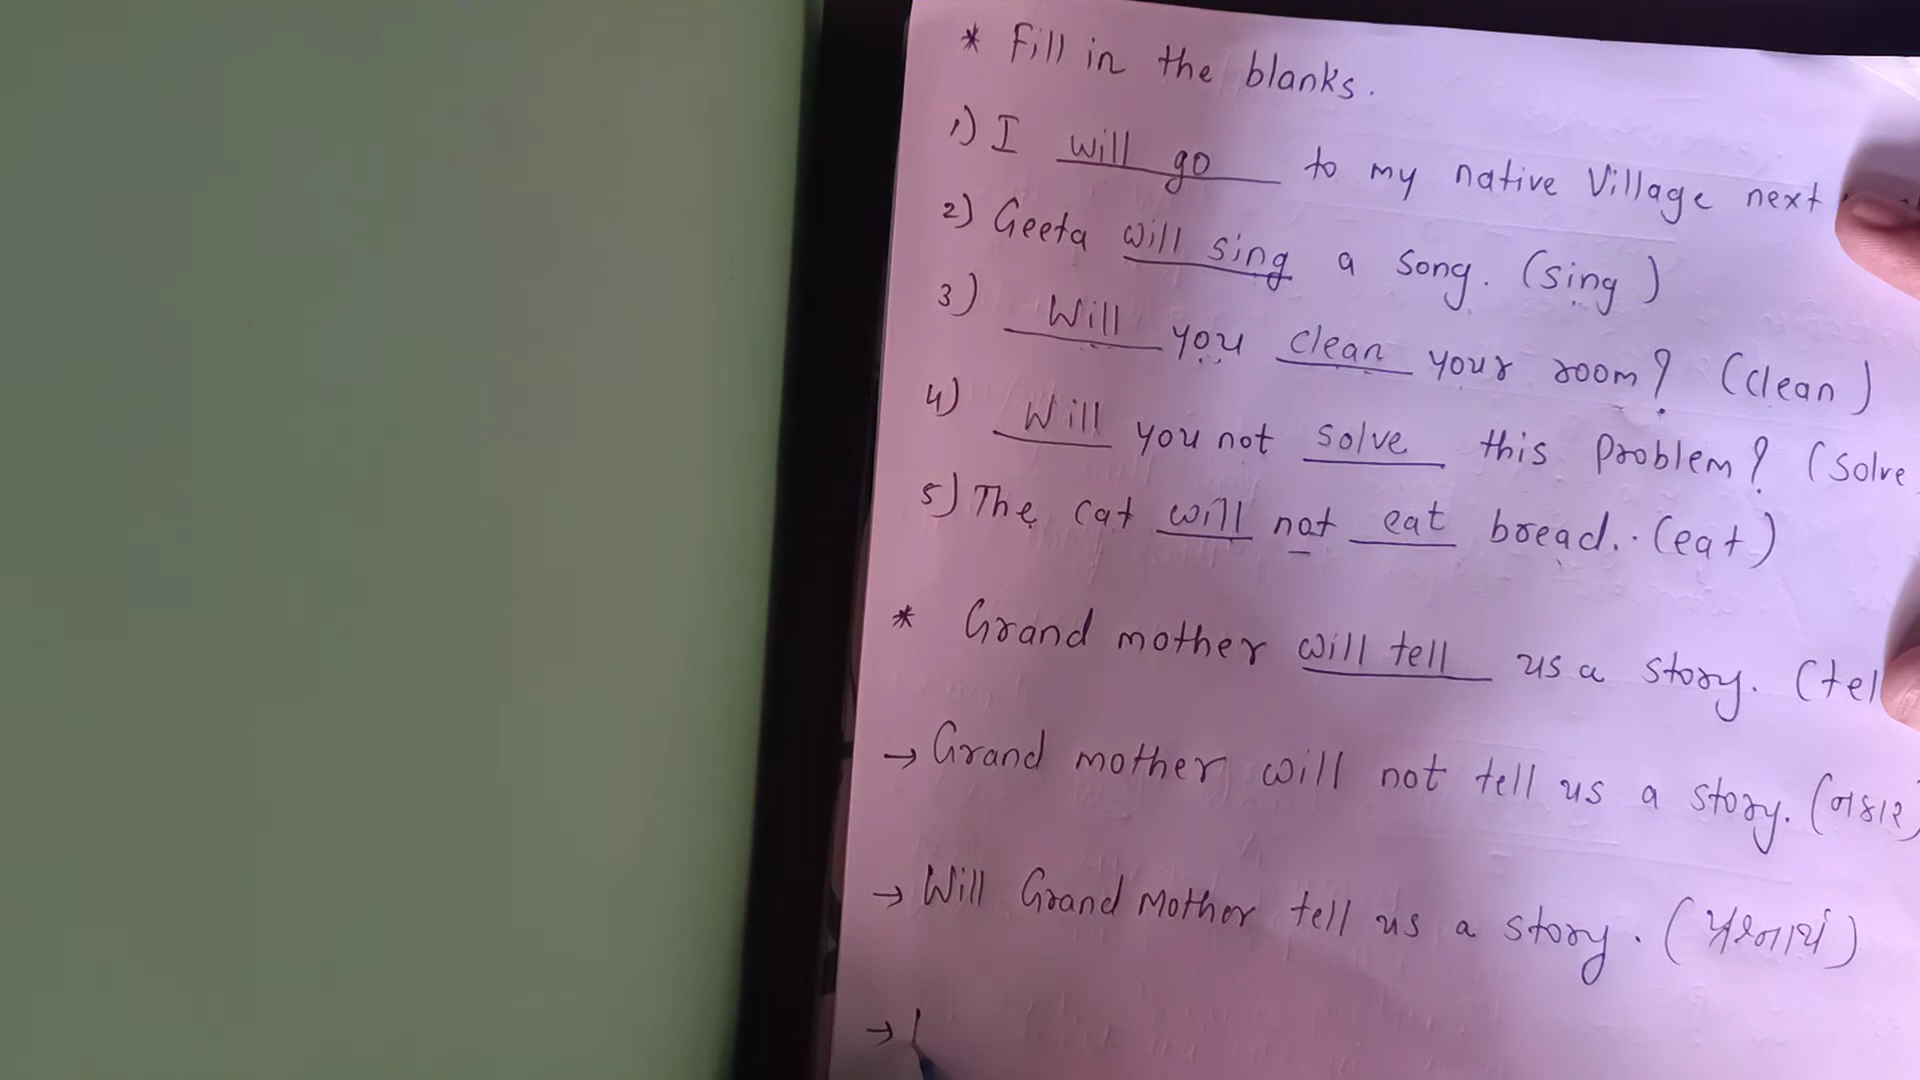 * Fill in the blanks.
1) I will go to my native Village next
2) Geeta will sing a song. (sing)
3) Will you clean your room? (clean)
4) Will you not solve this Problem? (solve
5) The cat will not eat bread. (eat)
* Grand mother will tell us a story. (tel
→ Grand mother will not tell us a story. (નકાર)
→ Will Grand Mother tell us a story. (પ્રશ્નાર્થ)
→